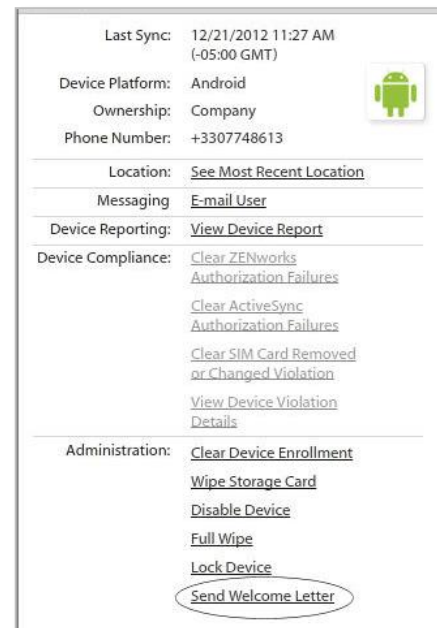 Last Sync: 12/21/2012 11:27 AM
(-05:00 GMT)
Device Platform: Android
Ownership: Company
Phone Number: +3307748613
Location: See Most Recent Location
Messaging E-mail User
Device Reporting: View Device Report
Device Compliance: Clear ZENworks
Authorization Failures
Clear ActiveSync
Authorization Failures
Clear SIM Card Removed
or Changed Violation
View Device Violation
Details
Administration: Clear Device Enrollment
Wipe Storage Card
Disable Device
Full Wipe
Lock Device
Send Welcome Letter